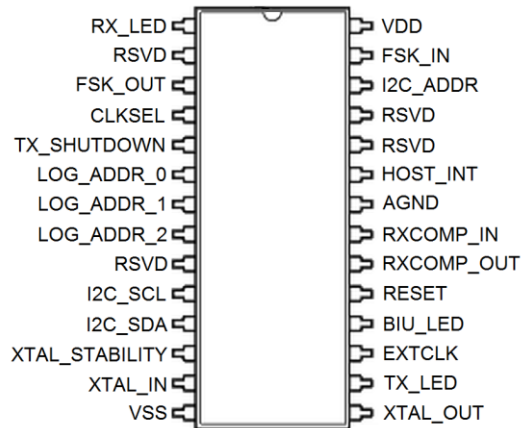 RX_LED VDD
RSVD FSK_IN
FSK_OUT I2C_ADDR
CLKSEL RSVD
TX_SHUTDOWN RSVD
LOG_ADDR_0 HOST_INT
LOG_ADDR_1 AGND
LOG_ADDR_2 RXCOMP_IN
RSVD RXCOMP_OUT
I2C_SCL RESET
I2C_SDA BIU_LED
XTAL_STABILITY EXTCLK
XTAL_IN TX_LED
VSS XTAL_OUT